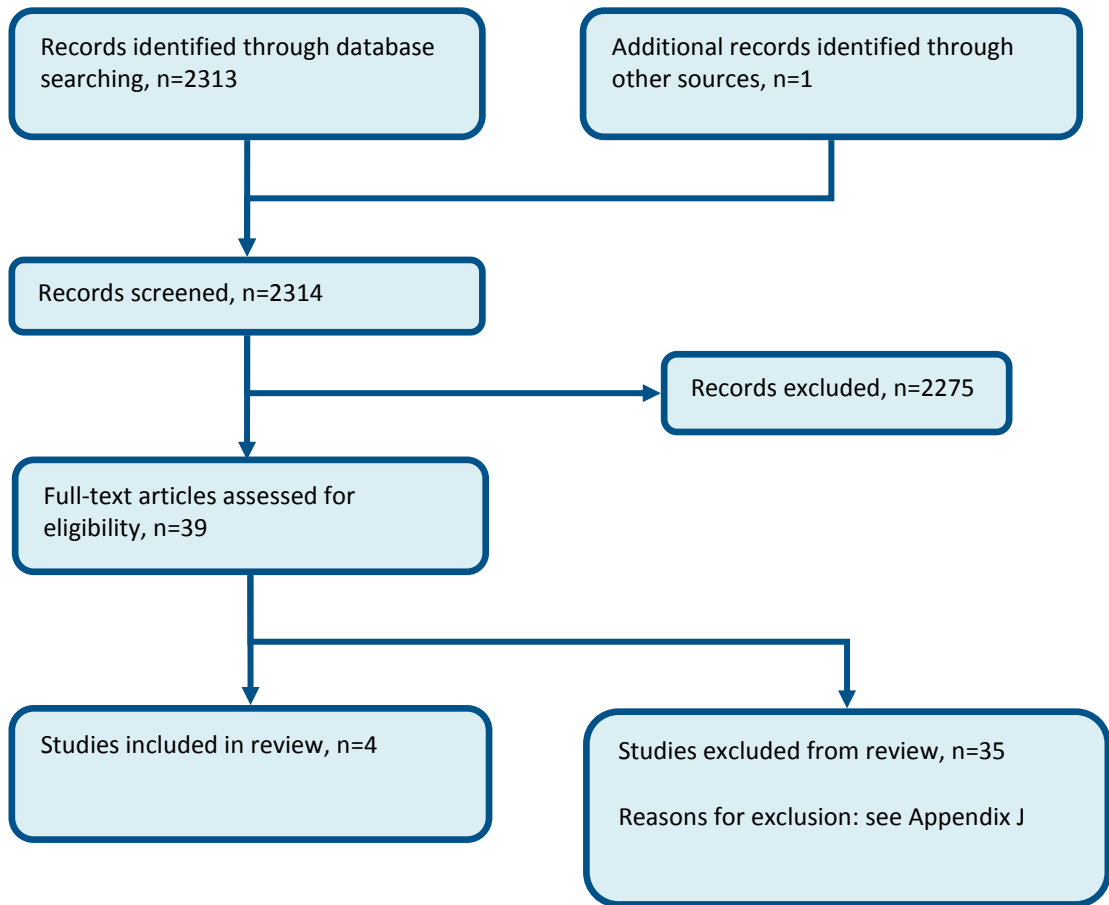 Records identified through database
searching, n=2313
Additional records identified through
other sources, n=1
Records screened, n=2314
Records excluded, n=2275
Full-text articles assessed for
eligibility, n=39
Studies included in review, n=4
Studies excluded from review, n=35
Reasons for exclusion: see Appendix J